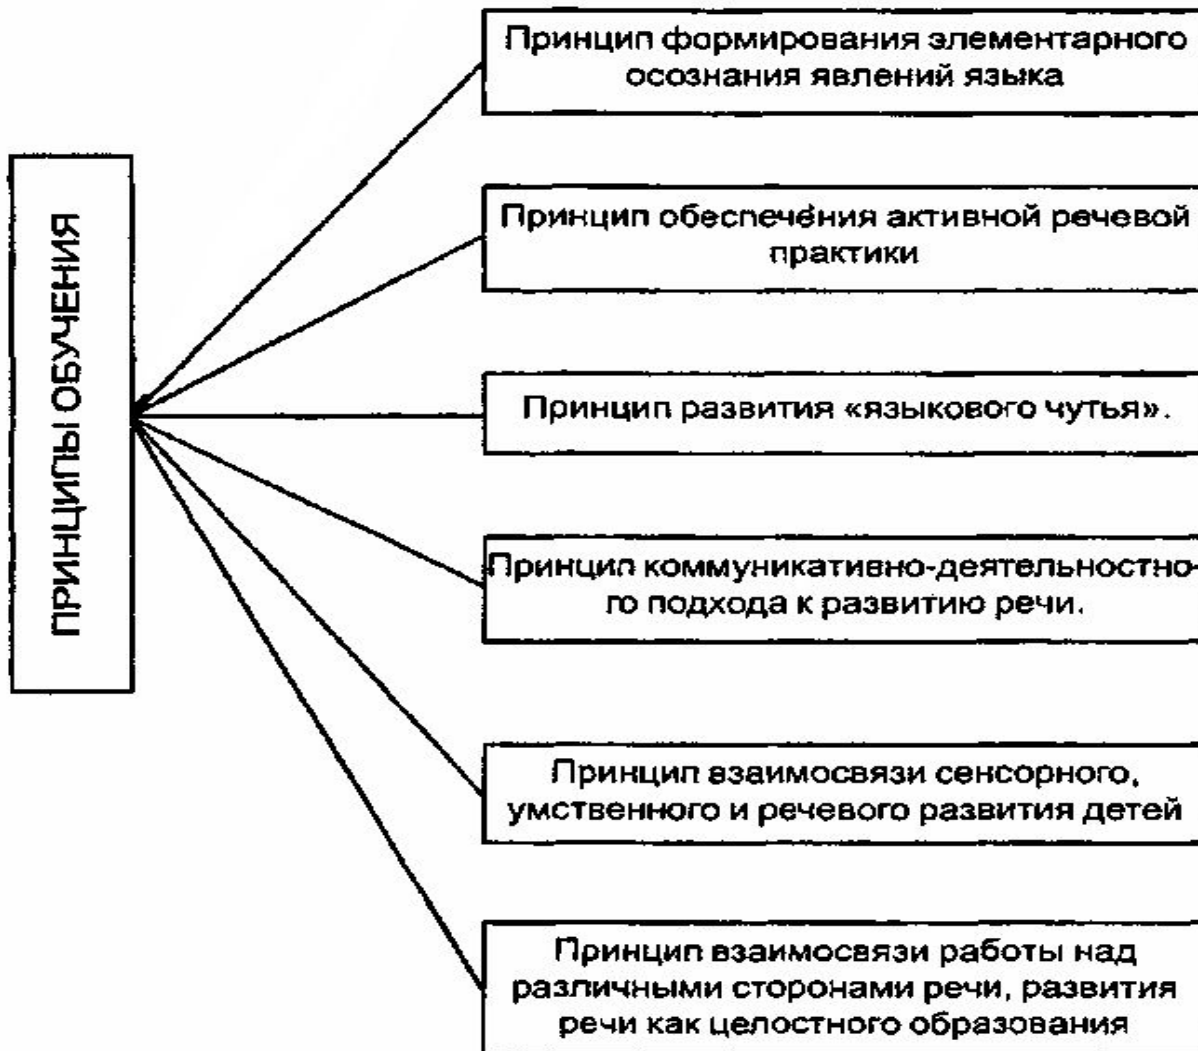 ПРИНЦИПЫ ОБУЧЕНИЯ
Принцип формирования элементарного
осознания явлений языка
Принцип обеспечения активной речевой
практики
Принцип развития «языкового чутья».
Принцип коммуникативно-деятельностно-
го подхода к развитию речи.
Принцип взаимосвязи сенсорного,
умственного и речевого развития детей
Принцип взаимосвязи работы над
различными сторонами речи, развития
речи как целостного образования